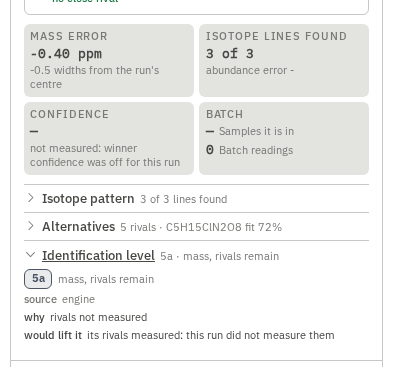 no close rival
MASS ERROR
-0.40 ppm
-0.5 widths from the run's
centre
ISOTOPE LINES FOUND
3 of 3
abundance error -
CONFIDENCE
—
not measured: winner
confidence was off for this run
BATCH
— Samples it is in
0 Batch readings
Isotope pattern 3 of 3 lines found
Alternatives 5 rivals · C5H15ClN2O8 fit 72%
Identification level 5a · mass, rivals remain
5a mass, rivals remain
source engine
why rivals not measured
would lift it its rivals measured: this run did not measure them